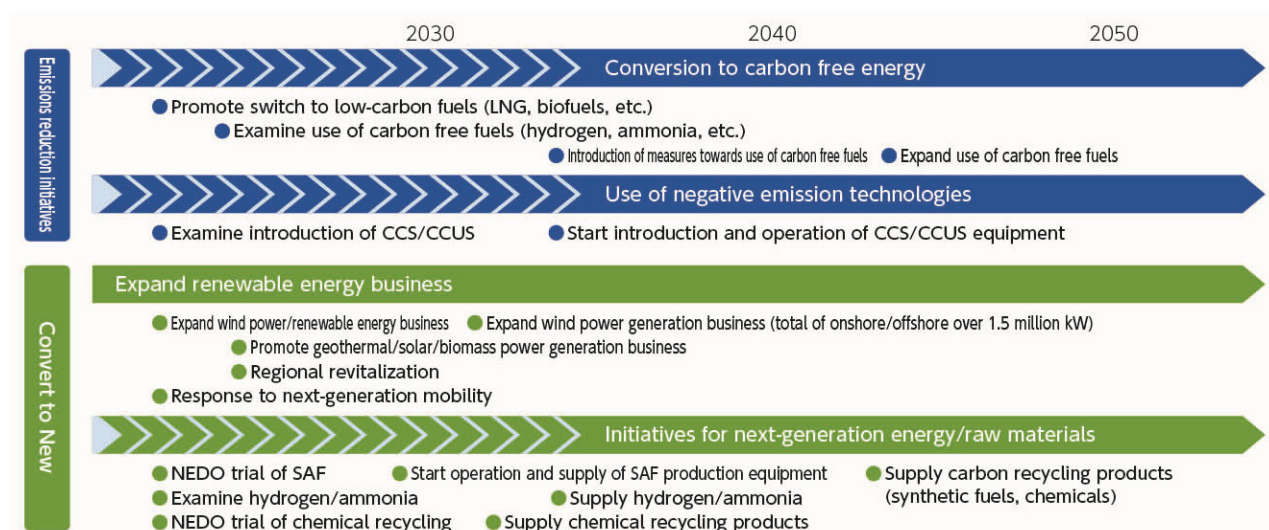 2030 2040 2050
Emissions reduction initiatives
Conversion to carbon free energy
Promote switch to low-carbon fuels (LNG, biofuels, etc.)
Examine use of carbon free fuels (hydrogen, ammonia, etc.)
Introduction of measures towards use of carbon free fuels Expand use of carbon free fuels
Use of negative emission technologies
Examine introduction of CCS/CCUS Start introduction and operation of CCS/CCUS equipment
Convert to New
Expand renewable energy business
Expand wind power/renewable energy business Expand wind power generation business (total of onshore/offshore over 1.5 million kW)
Promote geothermal/solar/biomass power generation business
Regional revitalization
Response to next-generation mobility
Initiatives for next-generation energy/raw materials
NEDO trial of SAF Start operation and supply of SAF production equipment Supply carbon recycling products
Examine hydrogen/ammonia Supply hydrogen/ammonia (synthetic fuels, chemicals)
NEDO trial of chemical recycling Supply chemical recycling products